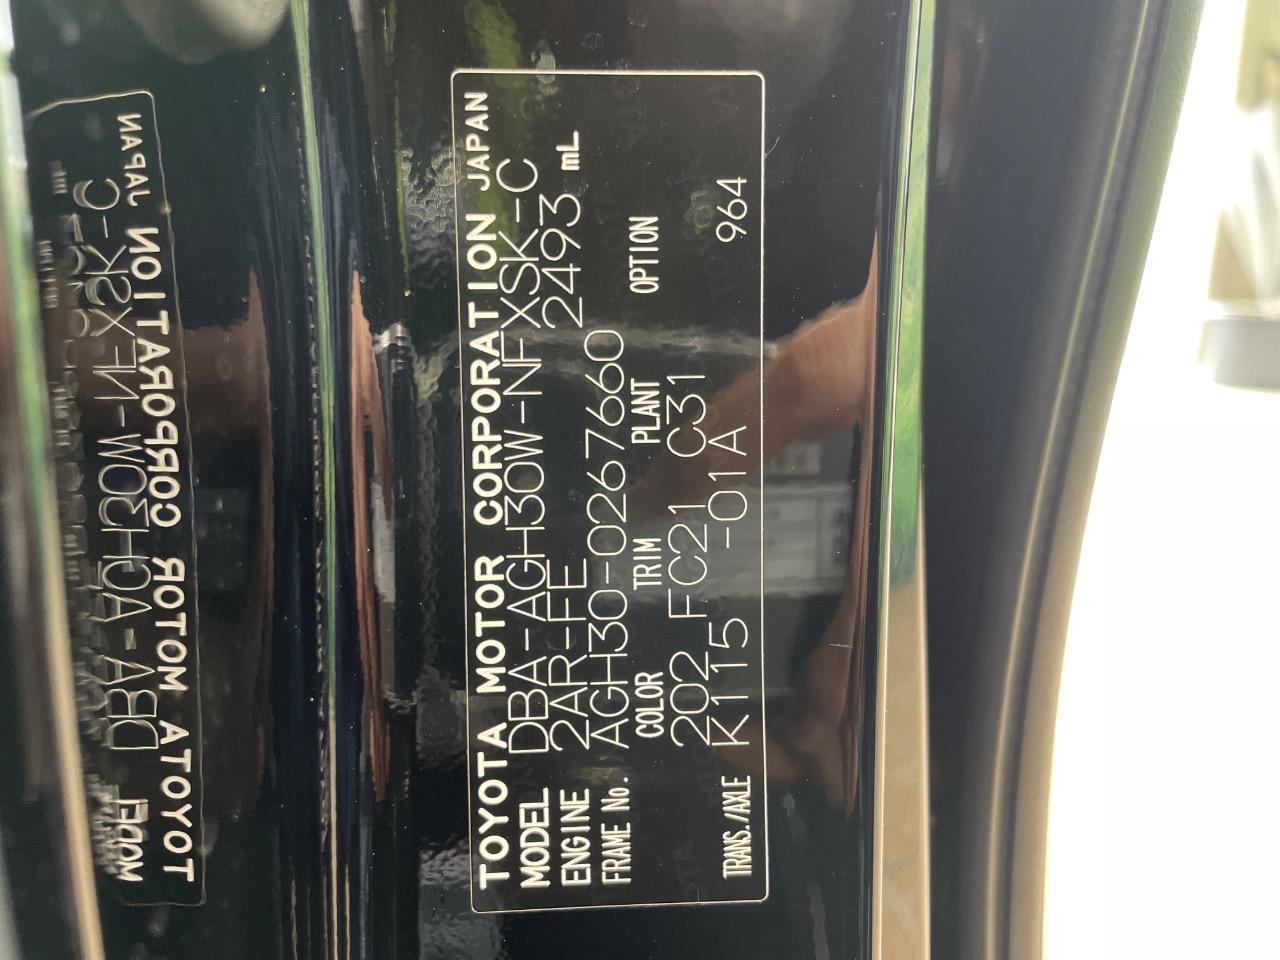 TOYOTA MOTOR CORPORATION JAPAN
MODEL DBA-AGH30W-NFXSK-C
ENGINE 2AR-FE 2493 mL
FRAME No. AGH30-0267660
COLOR TRIM PLANT OPTION
202 FC21 C31
TRANS./AXLE K115 -01A 964